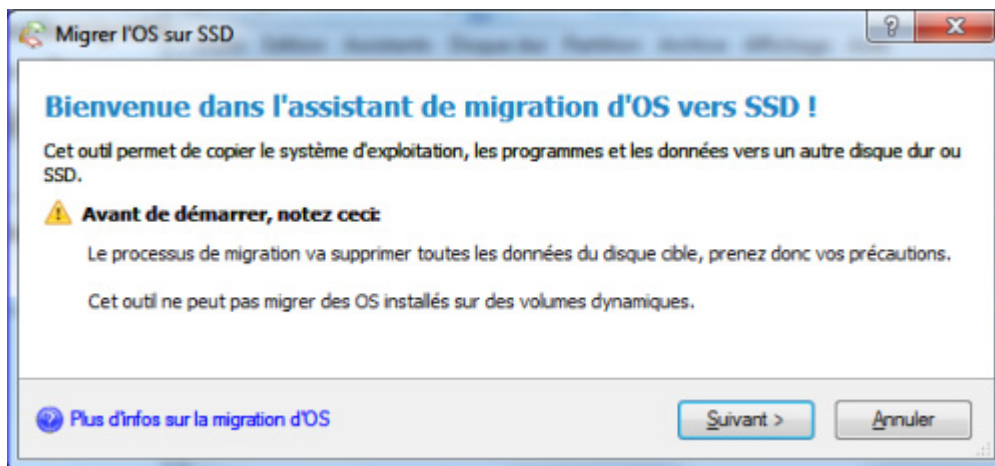 Migrer l'OS sur SSD
Bienvenue dans l'assistant de migration d'OS vers SSD !
Cet outil permet de copier le système d'exploitation, les programmes et les données vers un autre disque dur ou
SSD.
Avant de démarrer, notez ceci:
Le processus de migration va supprimer toutes les données du disque cible, prenez donc vos précautions.
Cet outil ne peut pas migrer des OS installés sur des volumes dynamiques.
Plus d'infos sur la migration d'OS
Suivant >
Annuler